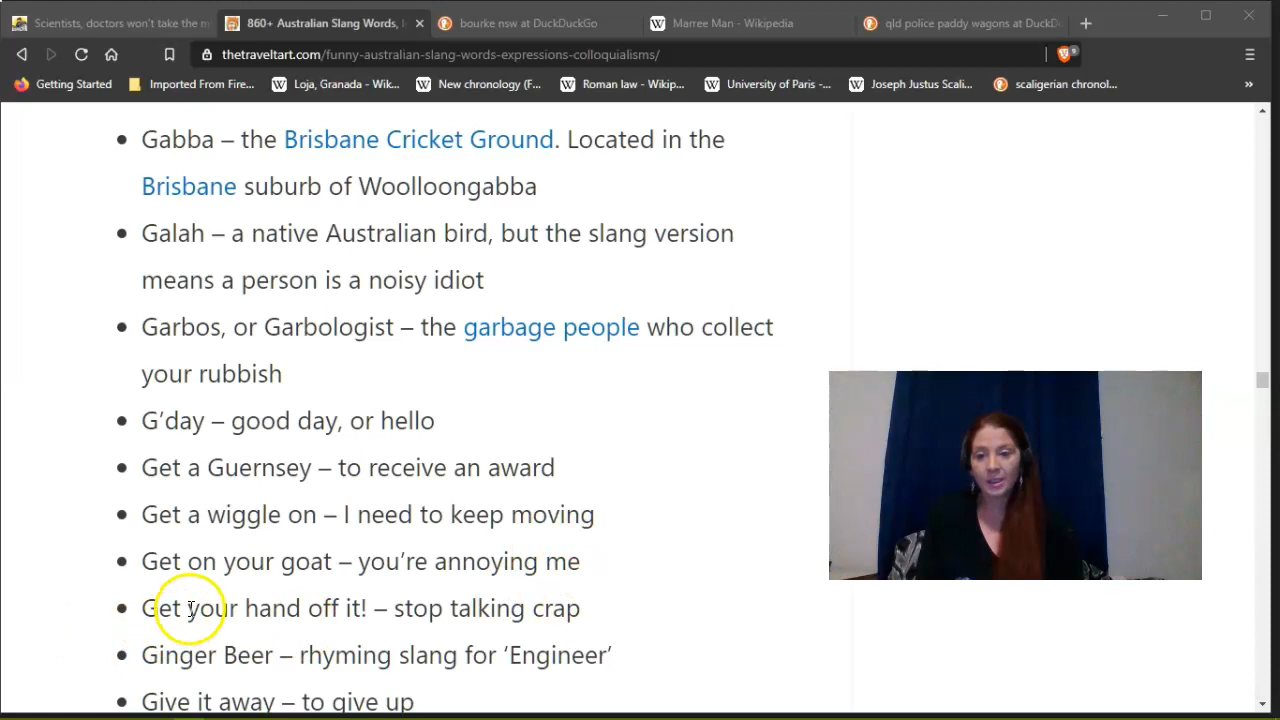 Scientists, doctors won't take the m
860+ Australian Slang Words,
bourke nsw at DuckDuckGo
Marree Man - Wikipedia
qld police paddy wagons at DuckDu
thetraveltart.com/funny-australian-slang-words-expressions-colloquialisms/
9
Getting Started
Imported From Fire...
Loja, Granada - Wik...
New chronology (F...
Roman law - Wikip...
University of Paris -...
Joseph Justus Scali...
scaligerian chronol...
Gabba – the Brisbane Cricket Ground. Located in the
Brisbane suburb of Woolloongabba
Galah – a native Australian bird, but the slang version
means a person is a noisy idiot
Garbos, or Garbologist – the garbage people who collect
your rubbish
G'day – good day, or hello
Get a Guernsey – to receive an award
Get a wiggle on – I need to keep moving
Get on your goat – you're annoying me
Get your hand off it! – stop talking crap
Ginger Beer – rhyming slang for 'Engineer'
Give it away – to give up